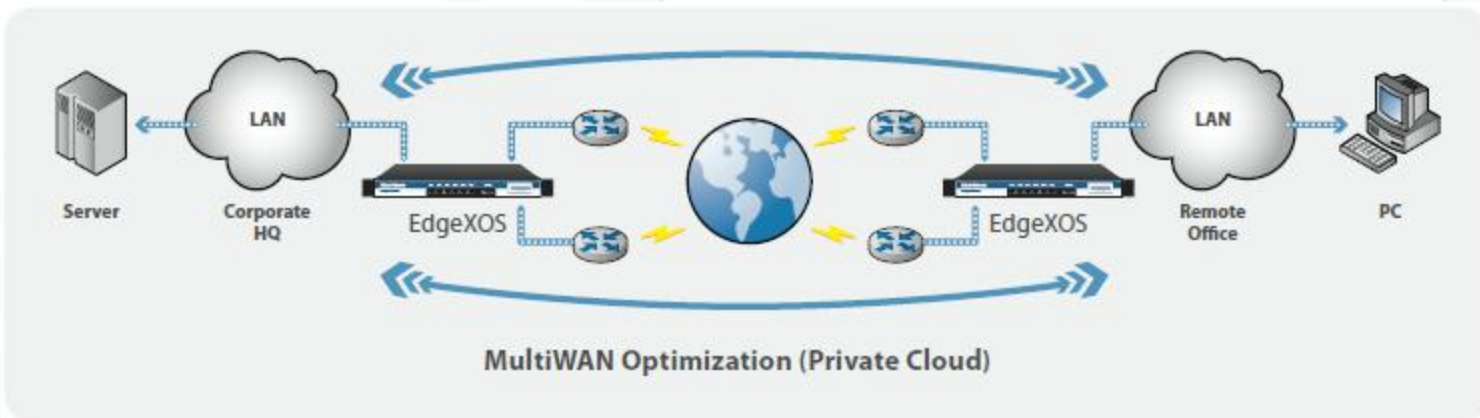 LAN
LAN
EdgeXOS
EdgeXOS
Server
Corporate
HQ
Remote
Office
PC
MultiWAN Optimization (Private Cloud)